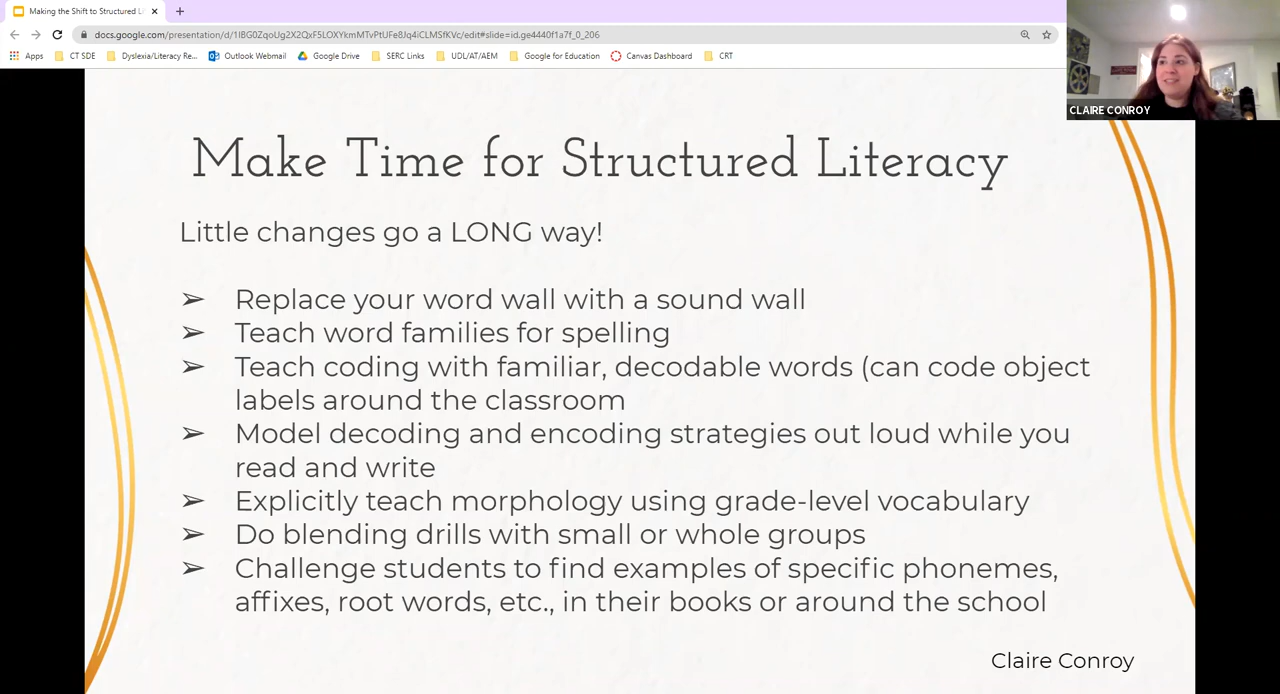 Making the Shift to Structured Li
docs.google.com/presentation/d/1IBG0ZqoUg2X2QxF5LOXYkmMTvPtUFe8Jq4iCLMSfKVc/edit#slide=id.ge4440f1a7f_0_206
Apps CT SDE Dyslexia/Literacy Re... Outlook Webmail Google Drive SERC Links UDL/AT/AEM Google for Education Canvas Dashboard CRT
CLAIRE CONROY
Make Time for Structured Literacy
Little changes go a LONG way!
➢ Replace your word wall with a sound wall
➢ Teach word families for spelling
➢ Teach coding with familiar, decodable words (can code object
labels around the classroom
➢ Model decoding and encoding strategies out loud while you
read and write
➢ Explicitly teach morphology using grade-level vocabulary
➢ Do blending drills with small or whole groups
➢ Challenge students to find examples of specific phonemes,
affixes, root words, etc., in their books or around the school
Claire Conroy